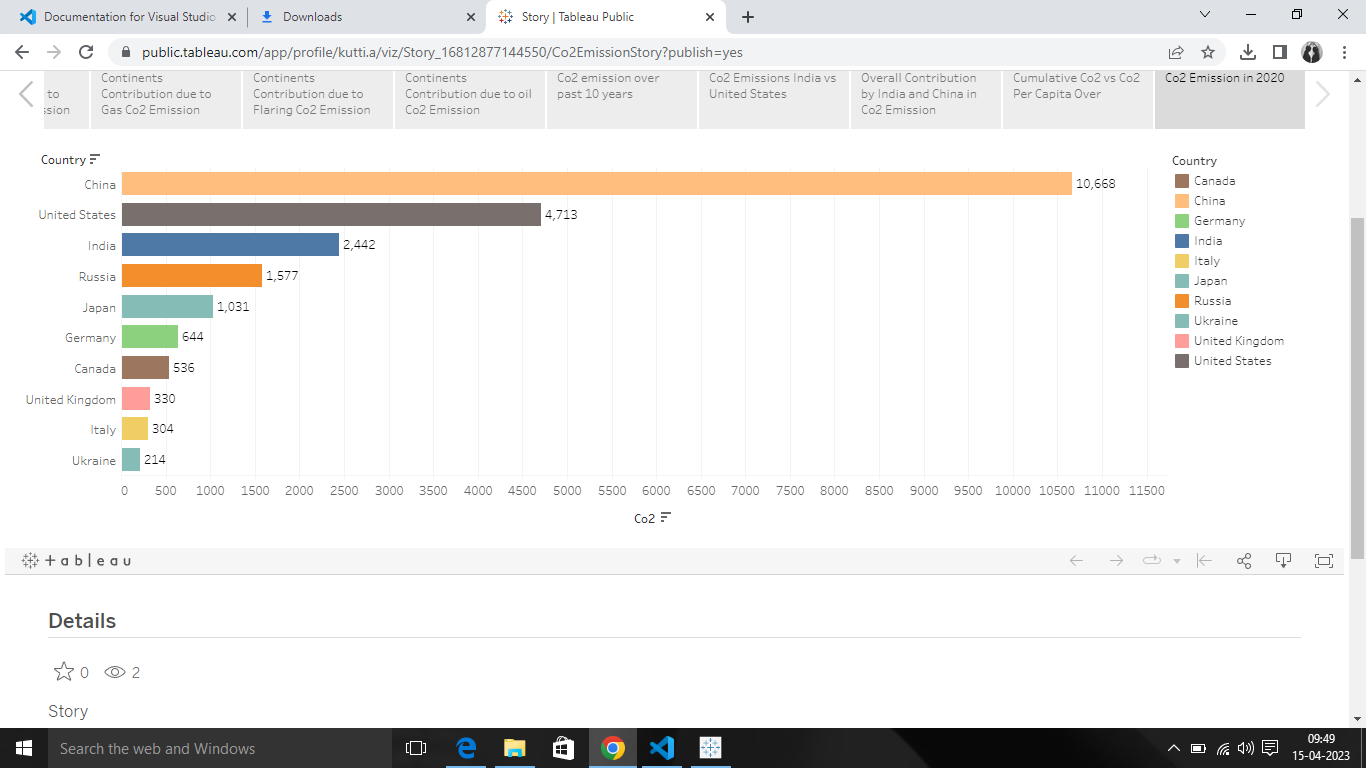 Documentation for Visual Studio
Downloads
Story | Tableau Public
public.tableau.com/app/profile/kutti.a/viz/Story_16812877144550/Co2EmissionStory?publish=yes
to
ssion
Continents
Contribution due to
Gas Co2 Emission
Continents
Contribution due to
Flaring Co2 Emission
Continents
Contribution due to oil
Co2 Emission
Co2 emission over
past 10 years
Co2 Emissions India vs
United States
Overall Contribution
by India and China in
Co2 Emission
Cumulative Co2 vs Co2
Per Capita Over
Co2 Emission in 2020
Country
China 10,668
United States 4,713
India 2,442
Russia 1,577
Japan 1,031
Germany 644
Canada 536
United Kingdom 330
Italy 304
Ukraine 214
0 500 1000 1500 2000 2500 3000 3500 4000 4500 5000 5500 6000 6500 7000 7500 8000 8500 9000 9500 10000 10500 11000 11500
Co2
Country
Canada
China
Germany
India
Italy
Japan
Russia
Ukraine
United Kingdom
United States
+ a b | e a u
Details
0 2
Story
Search the web and Windows
09:49
15-04-2023